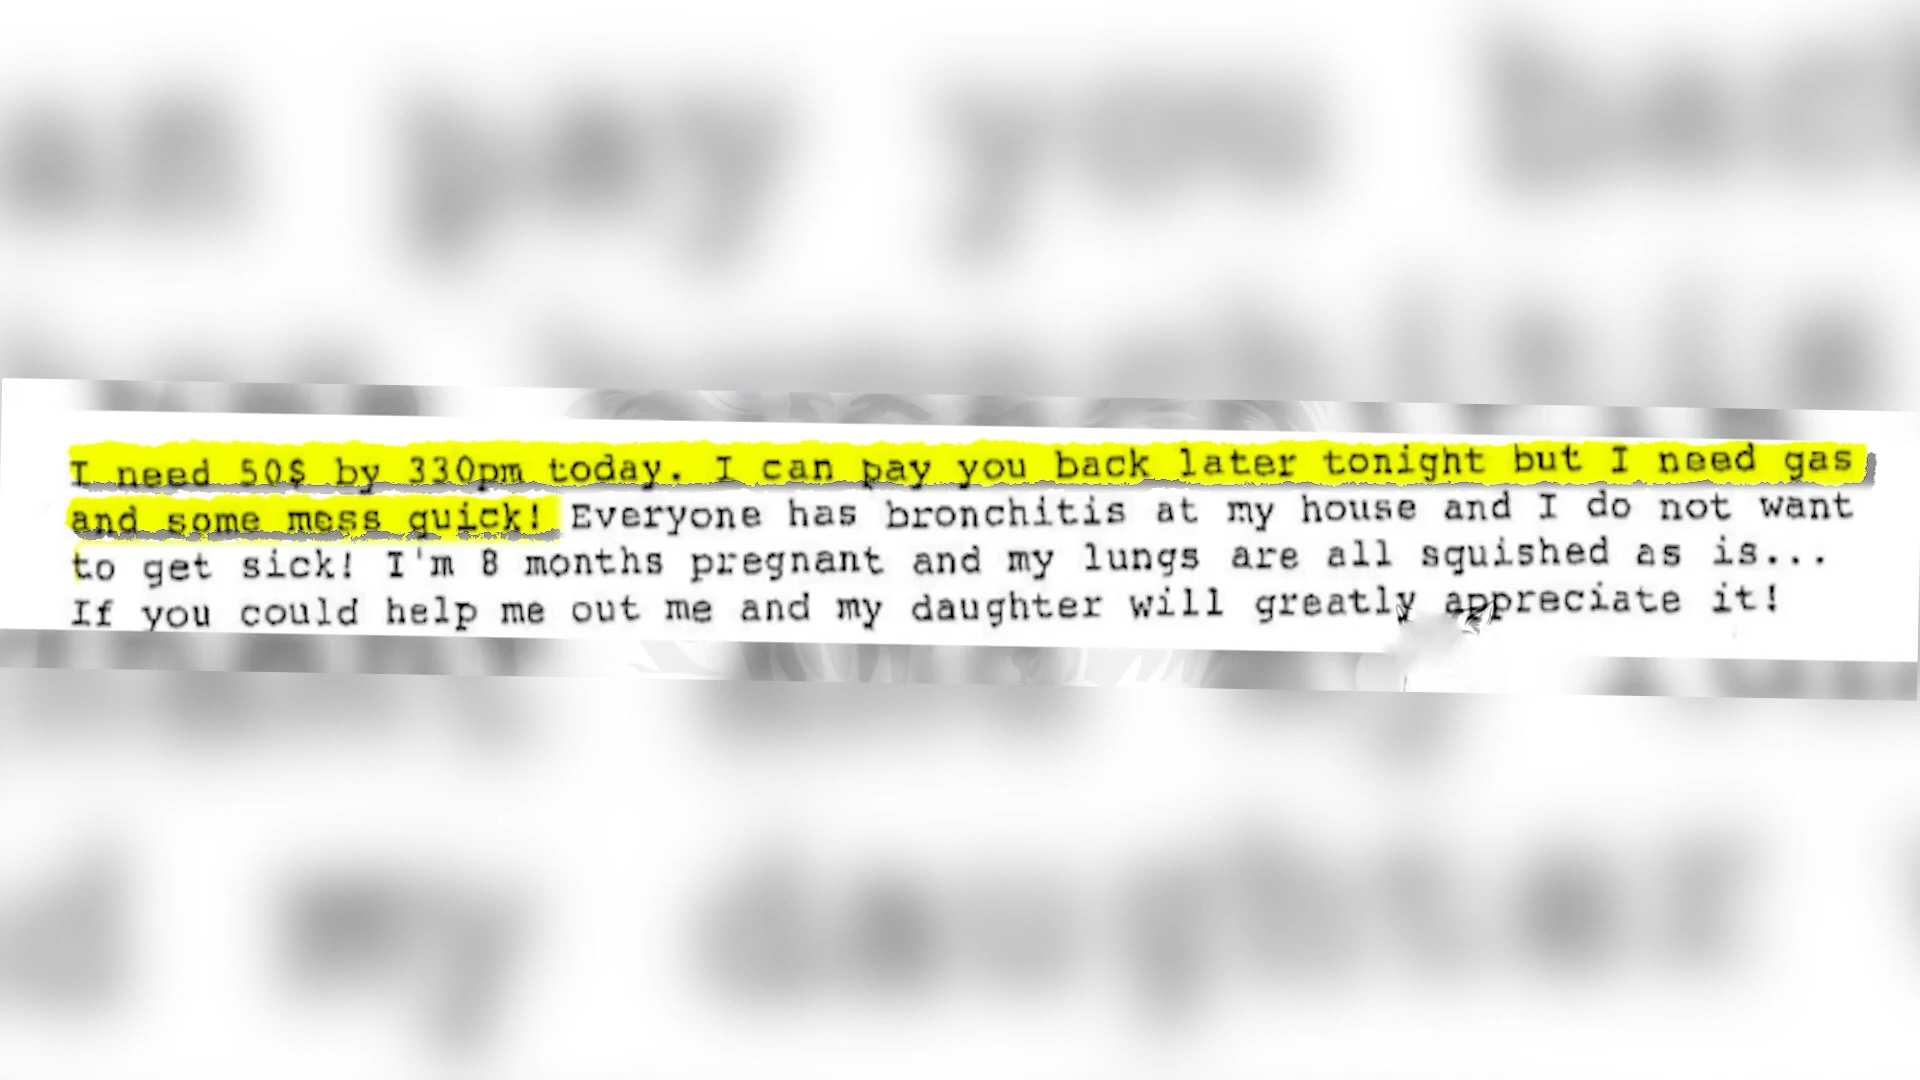 I need 50$ by 330pm today. I can pay you back later tonight but I need gas
and some mess quick! Everyone has bronchitis at my house and I do not want
to get sick! I'm 8 months pregnant and my lungs are all squished as is...
If you could help me out me and my daughter will greatly appreciate it!